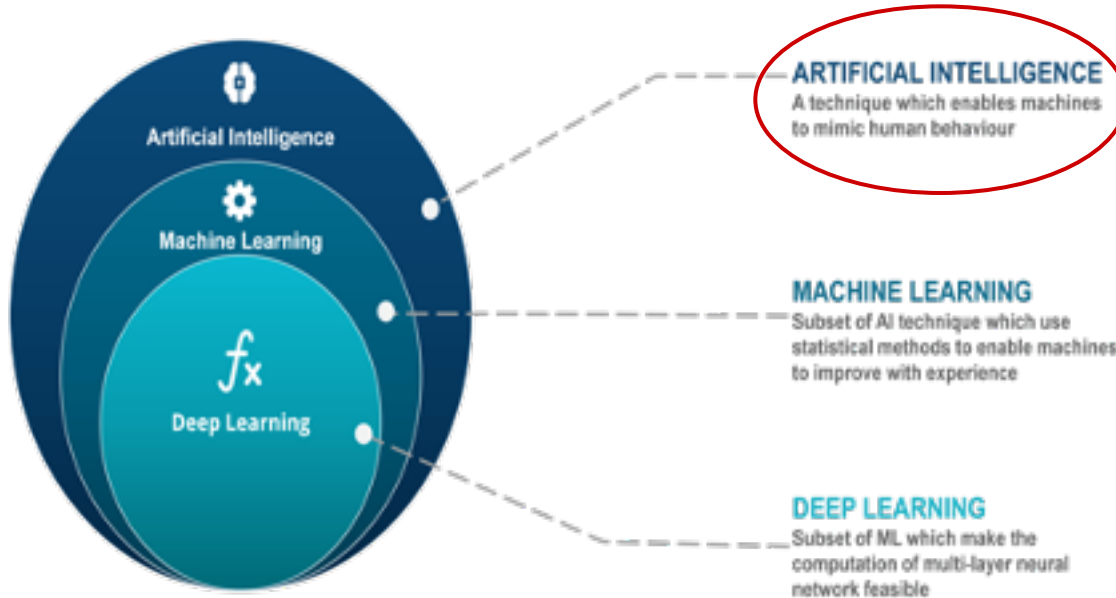 Artificial Intelligence
Machine Learning
fx
Deep Learning
ARTIFICIAL INTELLIGENCE
A technique which enables machines
to mimic human behaviour
MACHINE LEARNING
Subset of AI technique which use
statistical methods to enable machines
to improve with experience
DEEP LEARNING
Subset of ML which make the
computation of multi-layer neural
network feasible